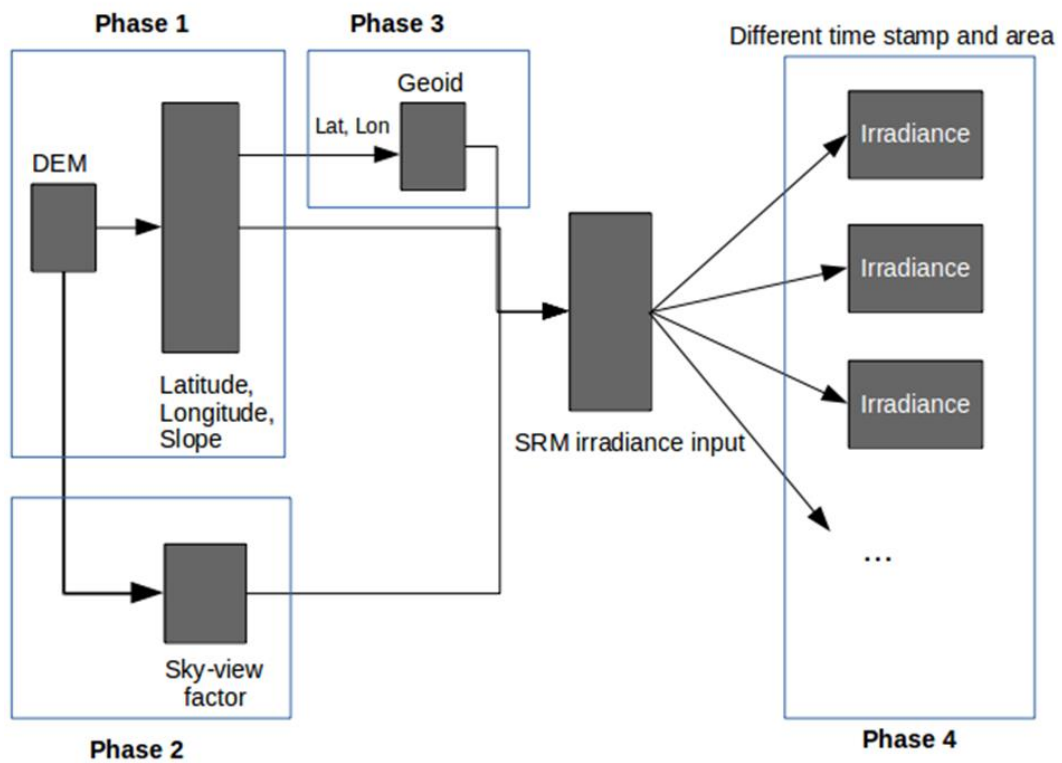 Phase 1
Phase 3
Different time stamp and area
DEM
Lat, Lon
Geoid
Irradiance
Irradiance
Irradiance
Latitude,
Longitude,
Slope
SRM irradiance input
...
Sky-view
factor
Phase 2
Phase 4